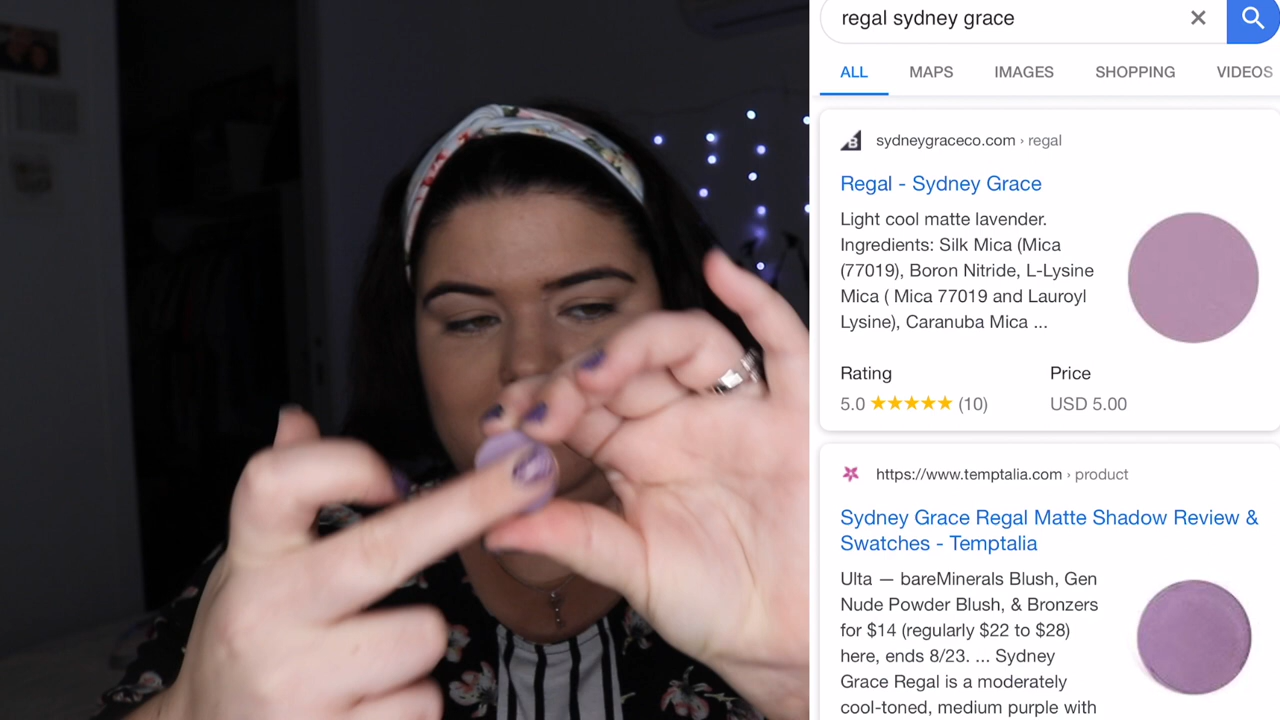 regal sydney grace
ALL MAPS IMAGES SHOPPING VIDEOS
sydneygraceco.com › regal
Regal - Sydney Grace
Light cool matte lavender.
Ingredients: Silk Mica (Mica
(77019), Boron Nitride, L-Lysine
Mica ( Mica 77019 and Lauroyl
Lysine), Caranuba Mica ...
Rating Price
5.0 ★★★★★ (10) USD 5.00
https://www.temptalia.com › product
Sydney Grace Regal Matte Shadow Review &
Swatches - Temptalia
Ulta — bareMinerals Blush, Gen
Nude Powder Blush, & Bronzers
for $14 (regularly $22 to $28)
here, ends 8/23. ... Sydney
Grace Regal is a moderately
cool-toned, medium purple with